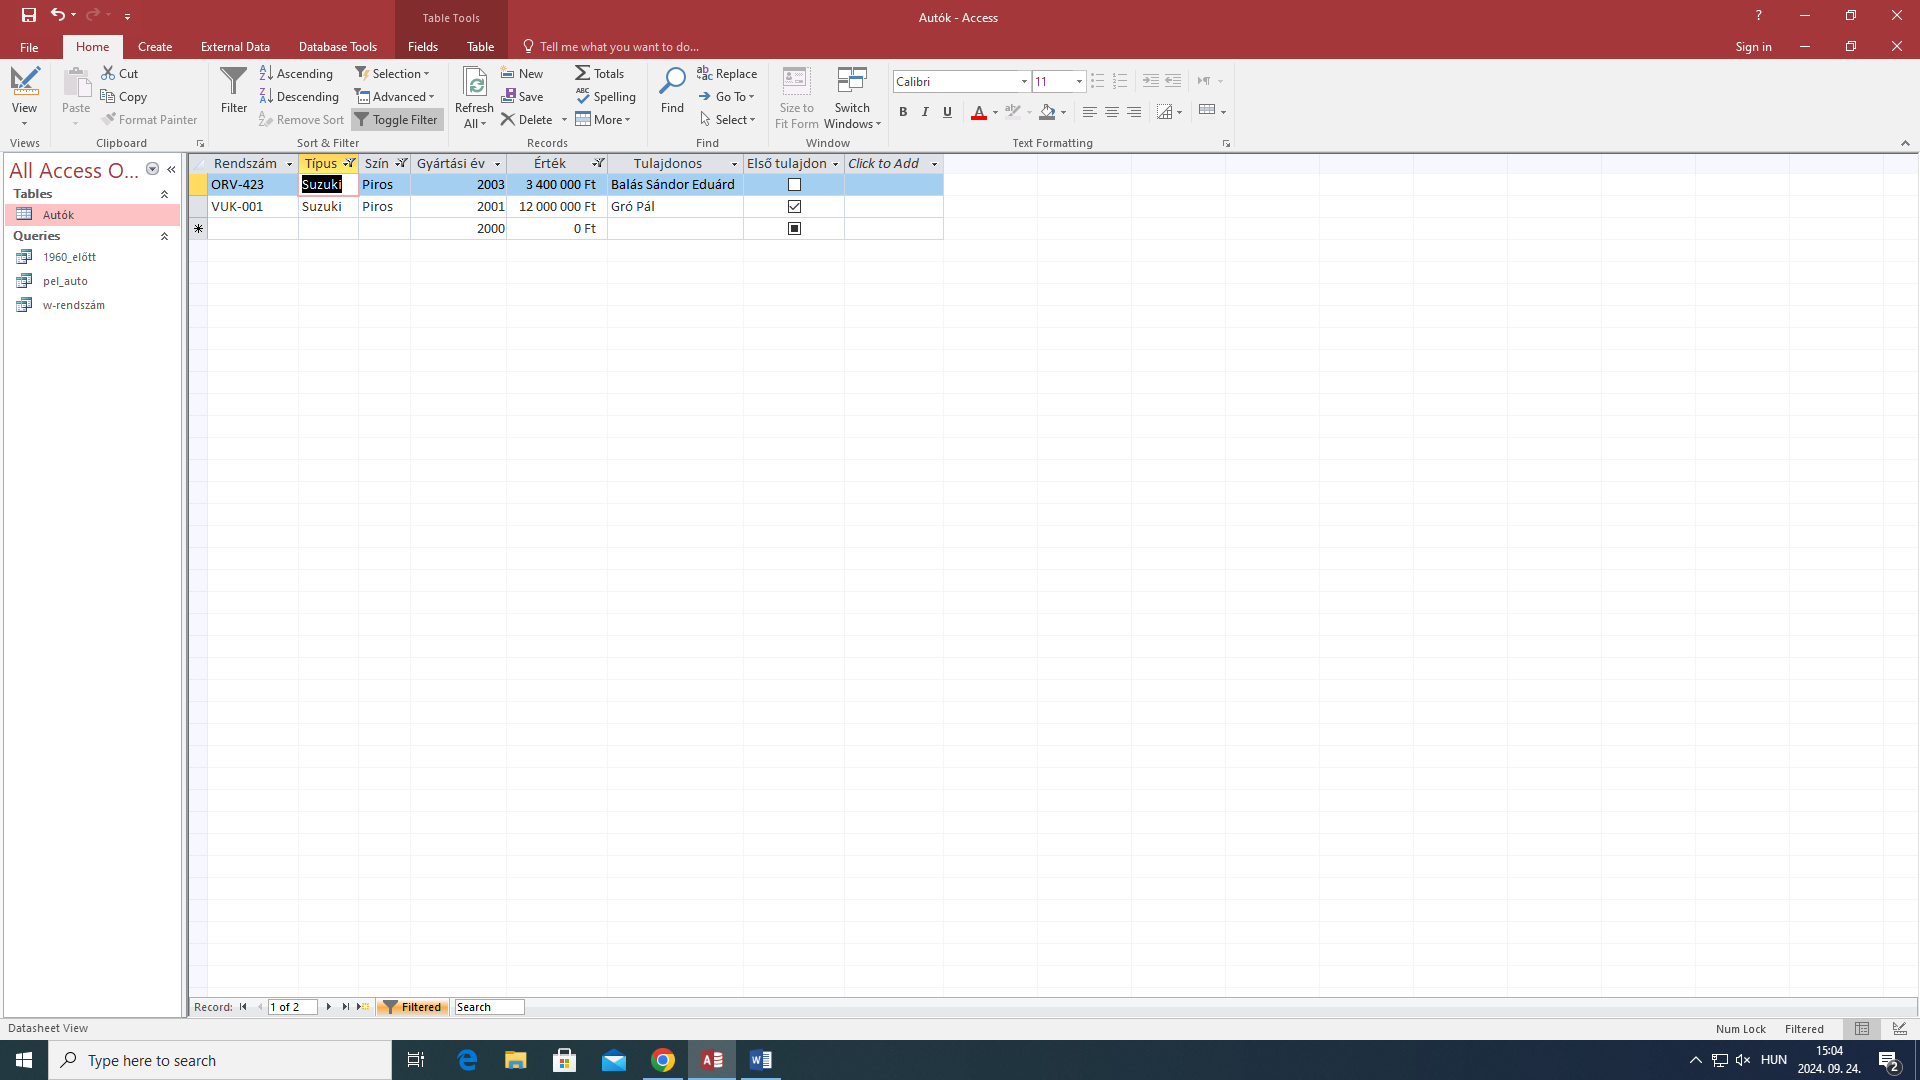 Table Tools
Autók - Access
File
Home
Create
External Data
Database Tools
Fields
Table
Tell me what you want to do...
Sign in
View
Paste
Cut
Copy
Format Painter
Filter
Ascending
Descending
Remove Sort
Selection
Advanced
Toggle Filter
Refresh All
New
Save
Delete
Totals
Spelling
More
Find
Replace
Go To
Select
Size to Fit Form
Switch Windows
Calibri
11
B I U
Views
Clipboard
Sort & Filter
Records
Find
Window
Text Formatting
All Access O...
Tables
Autók
Queries
1960_előtt
pel_auto
w-rendszám
Rendszám Típus Szín Gyártási év Érték Tulajdonos Első tulajdon Click to Add
ORV-423 Suzuki Piros 2003 3 400 000 Ft Balás Sándor Eduárd
VUK-001 Suzuki Piros 2001 12 000 000 Ft Gró Pál
2000 0 Ft
Record: 1 of 2 Filtered Search
Datasheet View
Num Lock
Filtered
Type here to search
HUN
15:04
2024. 09. 24.
2